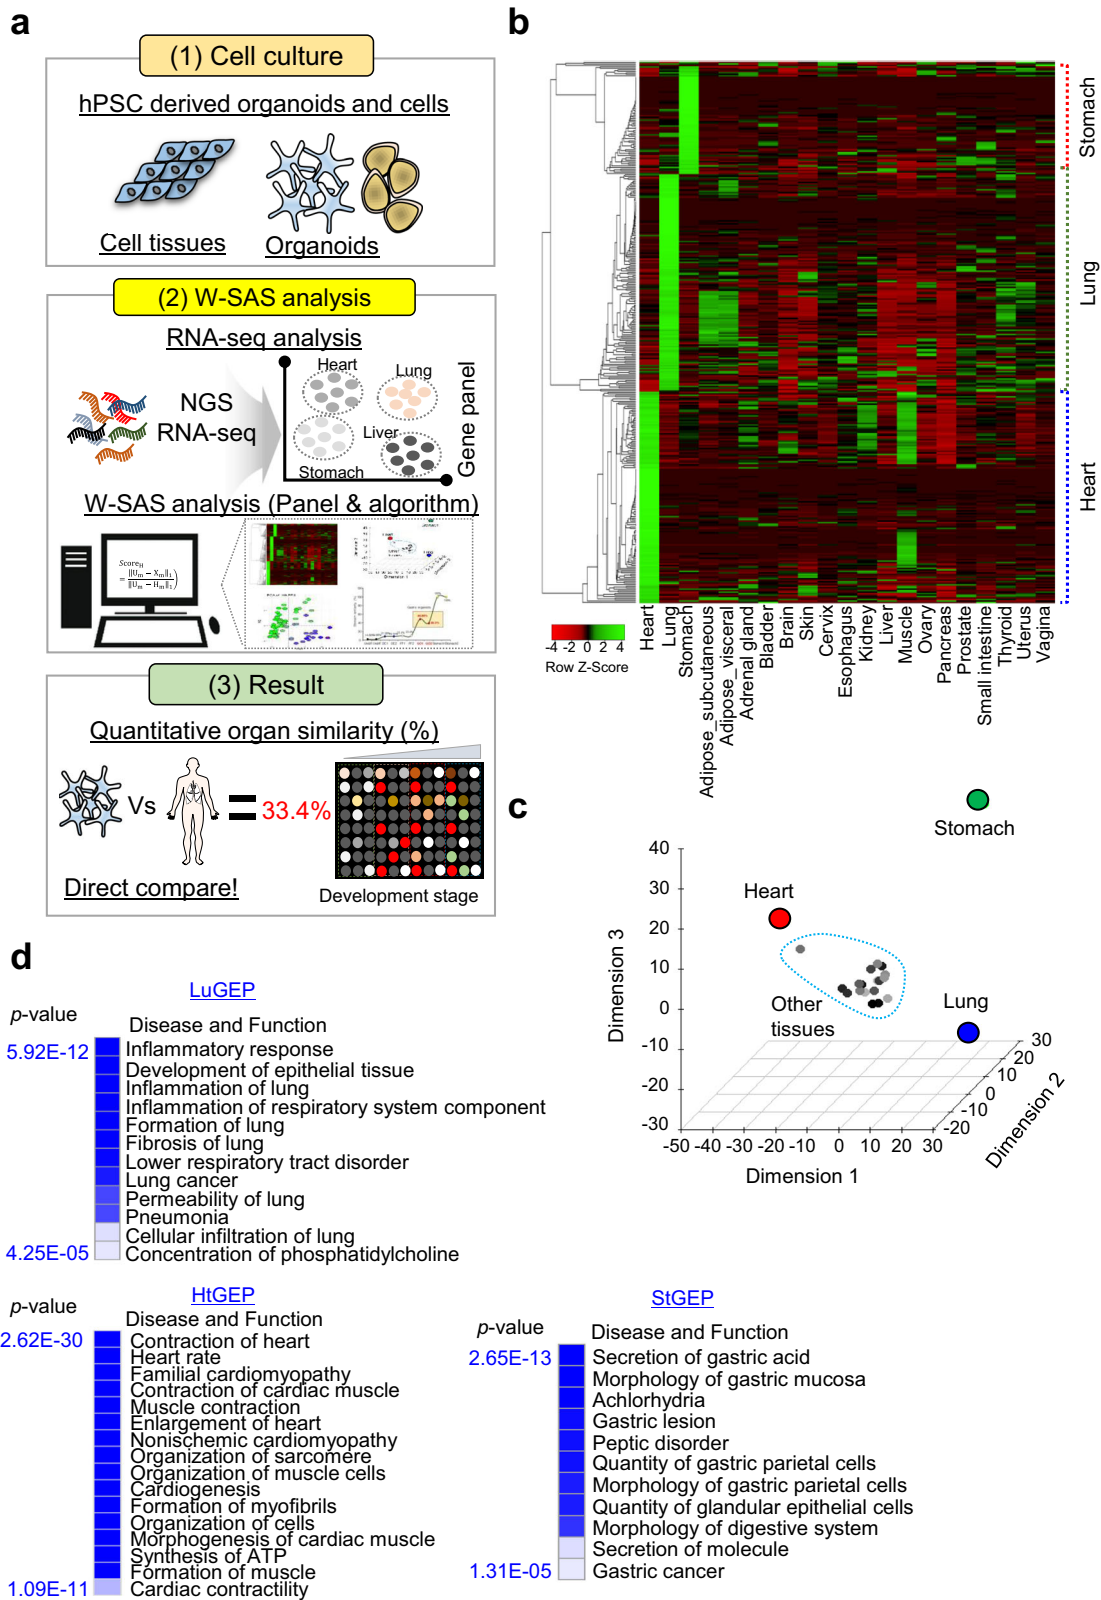 a
(1) Cell culture
hPSC derived organoids and cells
Cell tissues
Organoids
(2) W-SAS analysis
RNA-seq analysis
NGS
RNA-seq
Heart
Lung
Liver
Stomach
Gene panel
W-SAS analysis (Panel & algorithm)
Score_H
= ‖U_m − X_m‖₁ / ‖U_m − H_m‖₁ )
(3) Result
Quantitative organ similarity (%)
Vs
33.4%
Direct compare!
Development stage
b
Stomach
Lung
Heart
-4 -2 0 2 4
Row Z-Score
Heart
Lung
Stomach
Adipose_subcutaneous
Adipose_visceral
Adrenal gland
Bladder
Brain
Skin
Cervix
Esophagus
Kidney
Liver
Muscle
Ovary
Pancreas
Prostate
Small intestine
Thyroid
Uterus
Vagina
c
Stomach
Heart
Lung
Other
tissues
Dimension 3
40
30
20
10
0
-10
-20
-30
-50 -40 -30 -20 -10 0 10 20 30
Dimension 1
30
20
10
0
-10
-20
Dimension 2
d
LuGEP
p-value
Disease and Function
5.92E-12
Inflammatory response
Development of epithelial tissue
Inflammation of lung
Inflammation of respiratory system component
Formation of lung
Fibrosis of lung
Lower respiratory tract disorder
Lung cancer
Permeability of lung
Pneumonia
Cellular infiltration of lung
4.25E-05
Concentration of phosphatidylcholine
HtGEP
p-value
Disease and Function
2.62E-30
Contraction of heart
Heart rate
Familial cardiomyopathy
Contraction of cardiac muscle
Muscle contraction
Enlargement of heart
Nonischemic cardiomyopathy
Organization of sarcomere
Organization of muscle cells
Cardiogenesis
Formation of myofibrils
Organization of cells
Morphogenesis of cardiac muscle
Synthesis of ATP
Formation of muscle
1.09E-11
Cardiac contractility
StGEP
p-value
Disease and Function
2.65E-13
Secretion of gastric acid
Morphology of gastric mucosa
Achlorhydria
Gastric lesion
Peptic disorder
Quantity of gastric parietal cells
Morphology of gastric parietal cells
Quantity of glandular epithelial cells
Morphology of digestive system
Secretion of molecule
1.31E-05
Gastric cancer